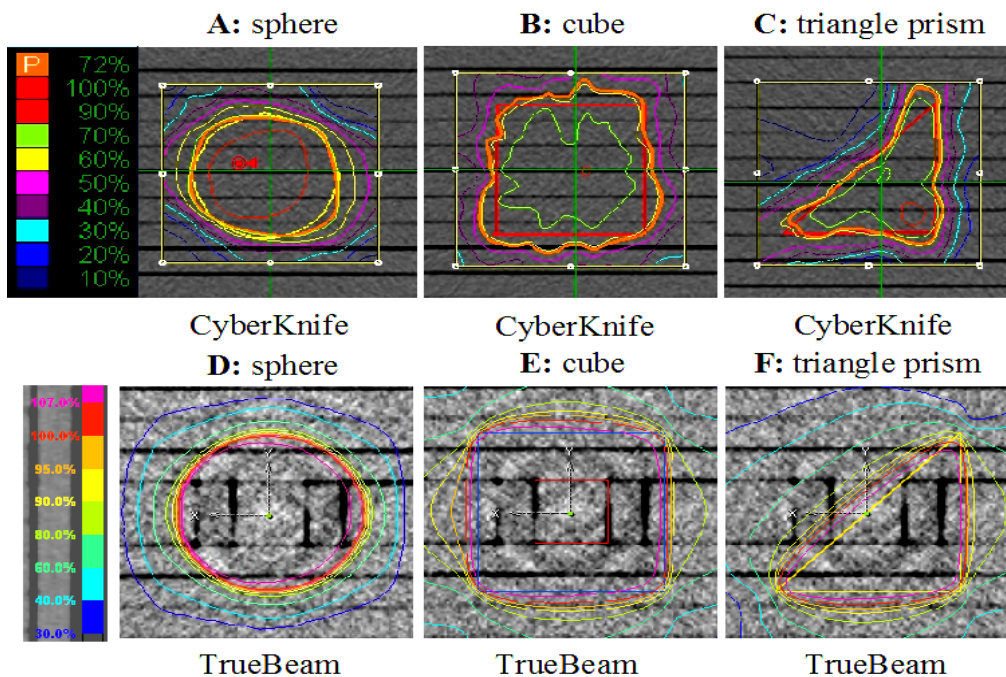 A: sphere
B: cube
C: triangle prism
P 72%
100%
90%
70%
60%
50%
40%
30%
20%
10%
CyberKnife
CyberKnife
CyberKnife
D: sphere
E: cube
F: triangle prism
107.0%
100.0%
95.0%
90.0%
80.0%
60.0%
40.0%
30.0%
Y
X
Y
X
Y
X
TrueBeam
TrueBeam
TrueBeam